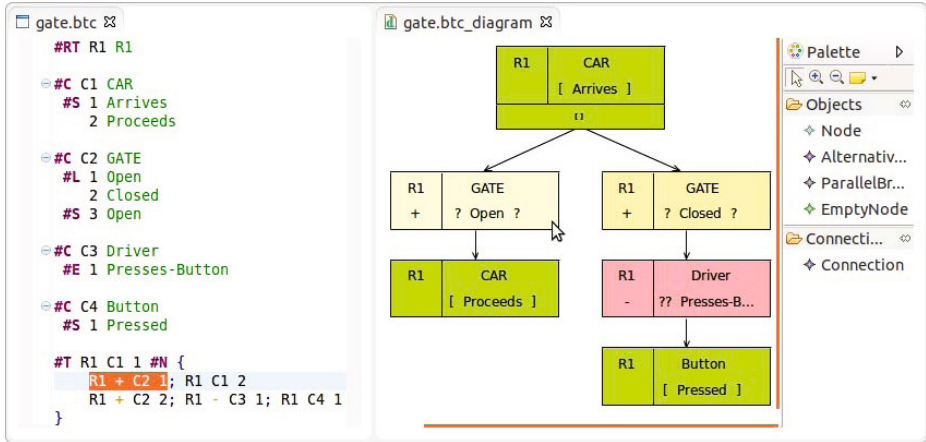 gate.btc
#RT R1 R1
#C C1 CAR
#S 1 Arrives
2 Proceeds
#C C2 GATE
#L 1 Open
2 Closed
#S 3 Open
#C C3 Driver
#E 1 Presses-Button
#C C4 Button
#S 1 Pressed
#T R1 C1 1 #N {
R1 + C2 1; R1 C1 2
R1 + C2 2; R1 - C3 1; R1 C4 1
}
gate.btc_diagram
R1 CAR
[ Arrives ]
[]
R1 GATE
+ ? Open ?
R1 GATE
+ ? Closed ?
R1 CAR
[ Proceeds ]
R1 Driver
- ?? Presses-B...
R1 Button
[ Pressed ]
Palette
Objects
Node
Alternativ...
ParallelBr...
EmptyNode
Connecti...
Connection